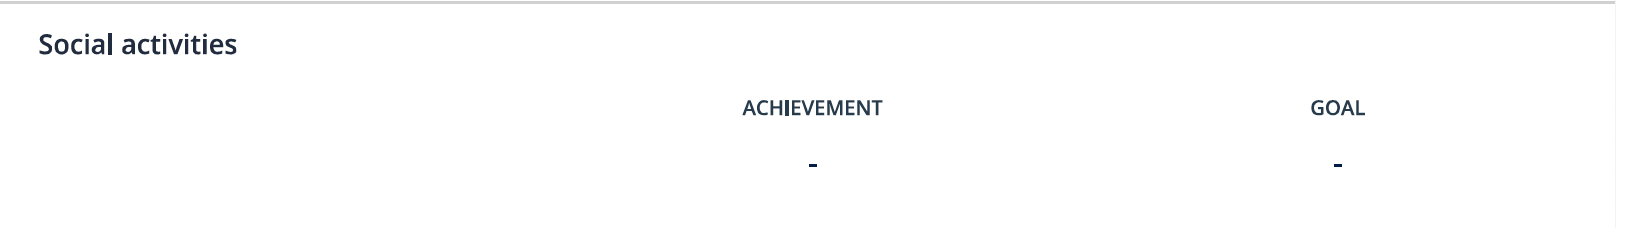 Social activities
ACHIEVEMENT GOAL
- -